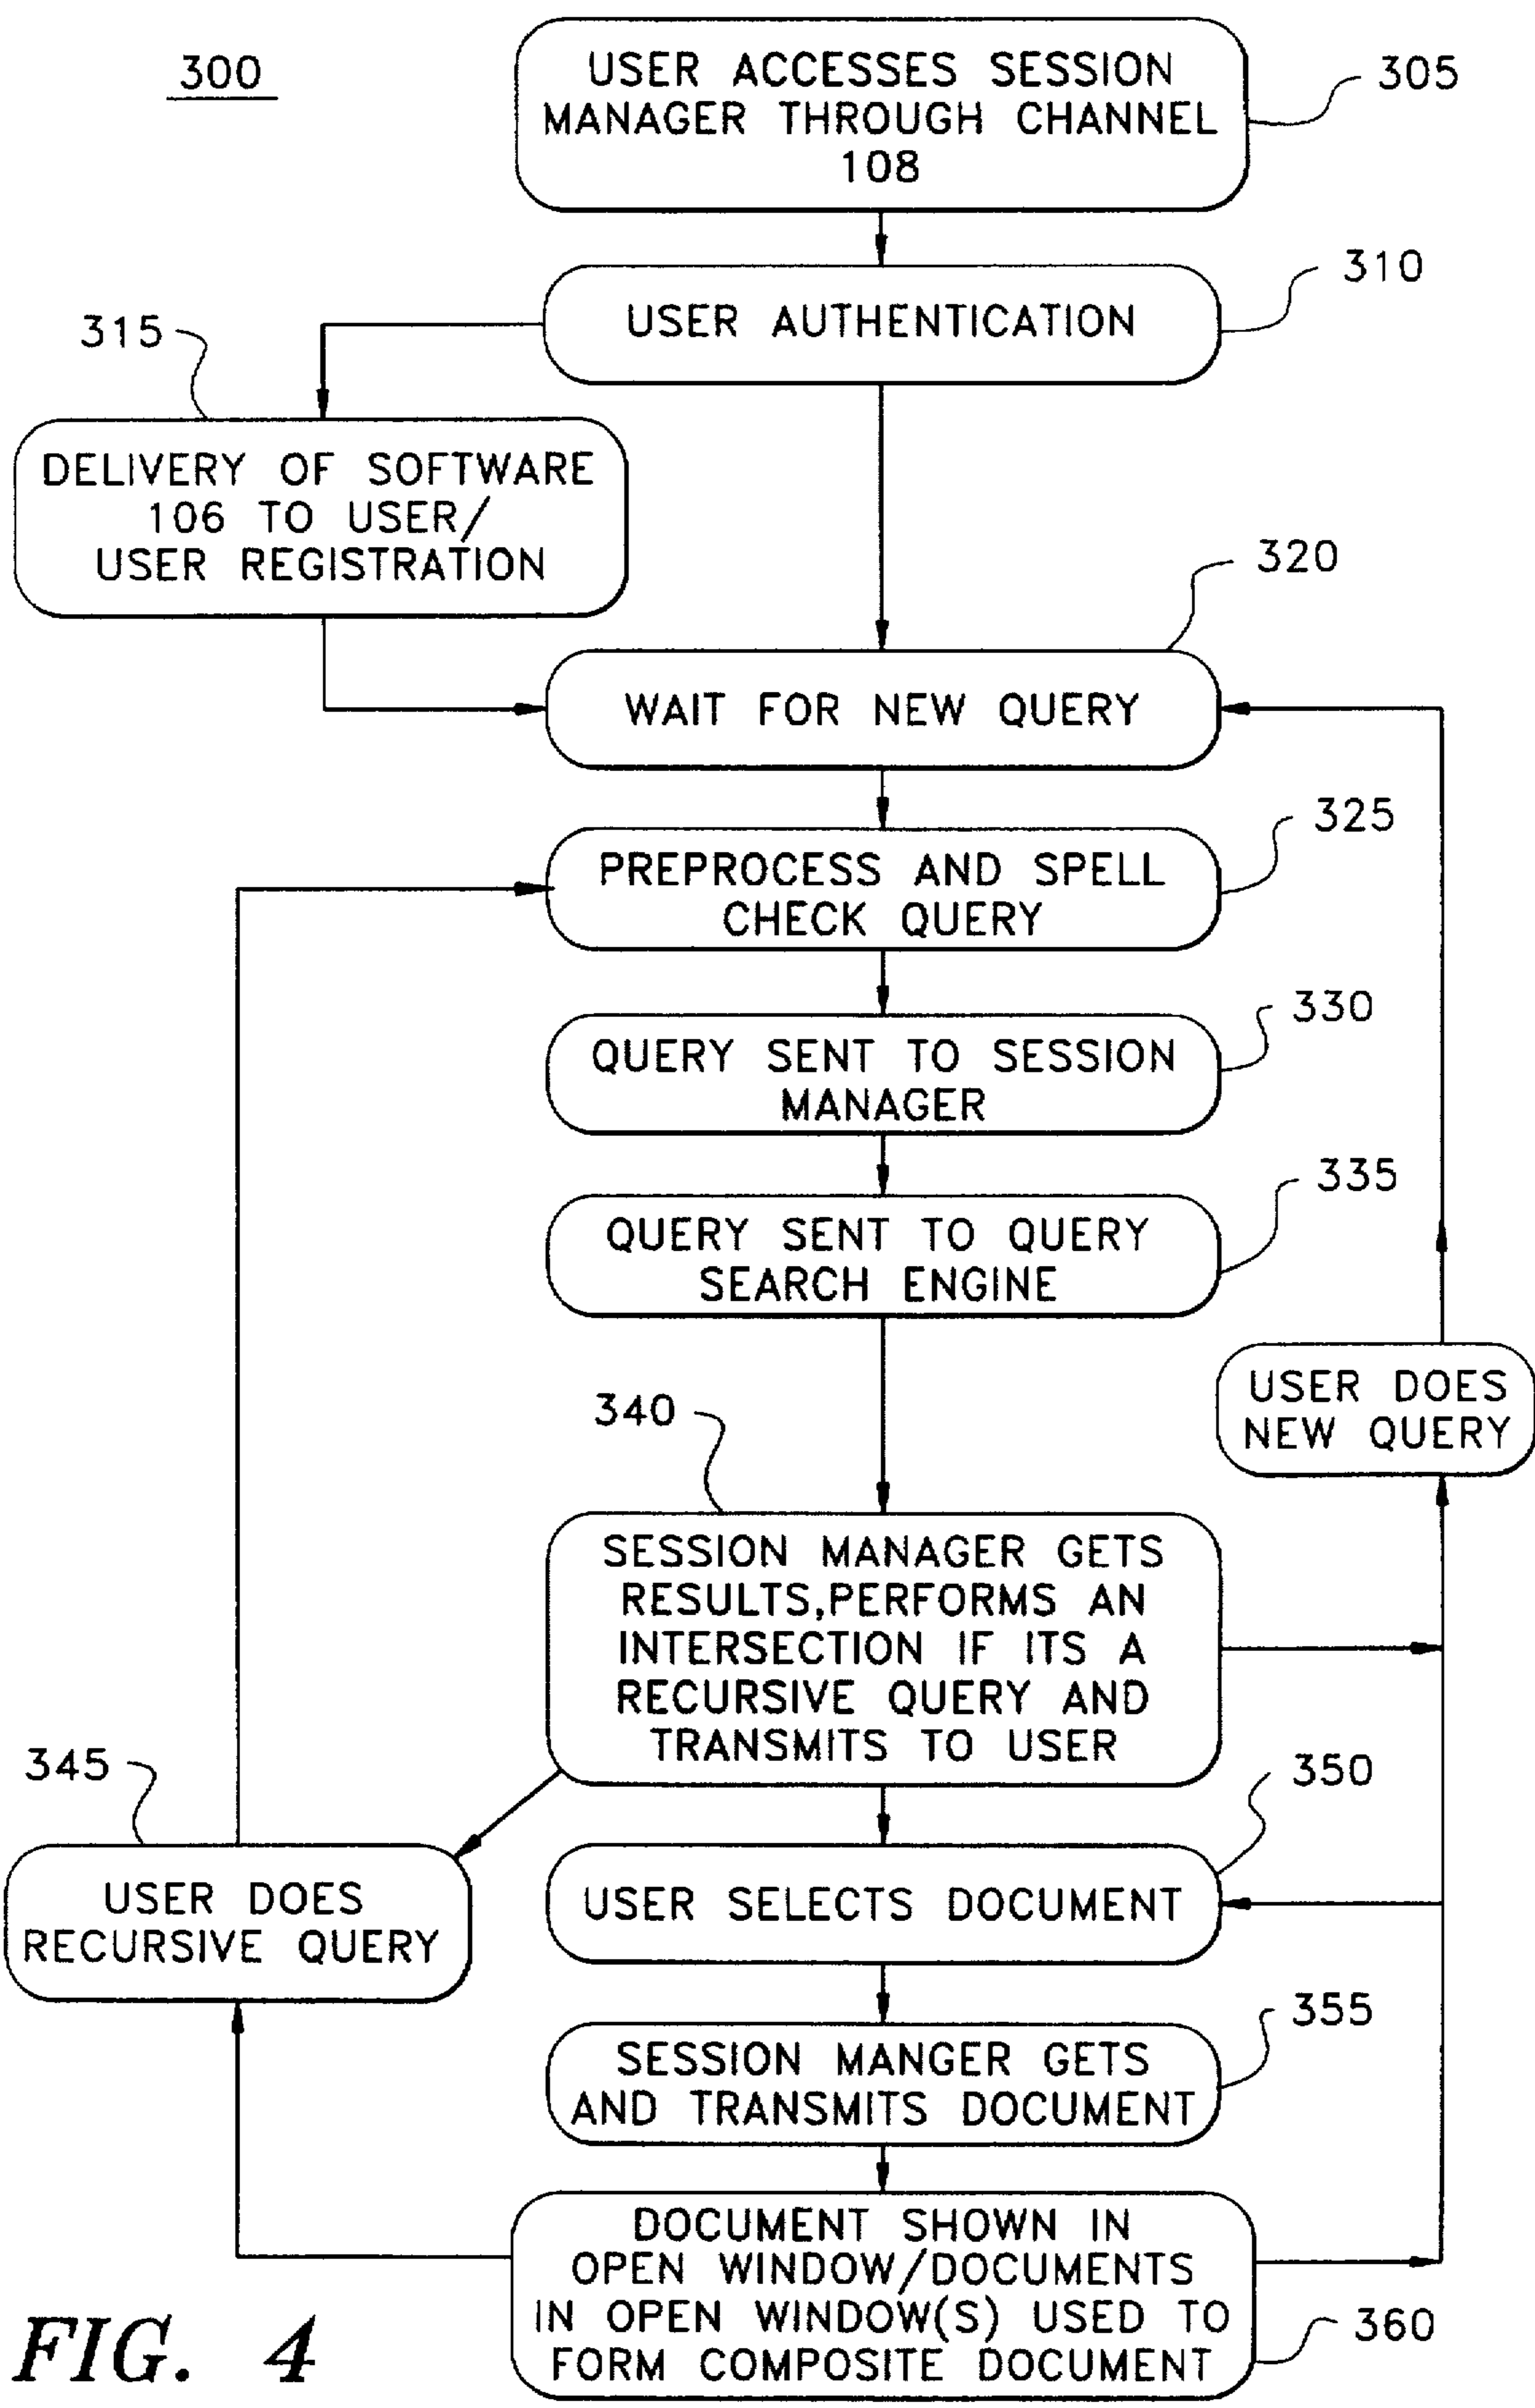 300
USER ACCESSES SESSION
MANAGER THROUGH CHANNEL
108
305
USER AUTHENTICATION
310
315
DELIVERY OF SOFTWARE
106 TO USER/
USER REGISTRATION
320
WAIT FOR NEW QUERY
325
PREPROCESS AND SPELL
CHECK QUERY
330
QUERY SENT TO SESSION
MANAGER
335
QUERY SENT TO QUERY
SEARCH ENGINE
USER DOES
NEW QUERY
340
SESSION MANAGER GETS
RESULTS,PERFORMS AN
INTERSECTION IF ITS A
RECURSIVE QUERY AND
TRANSMITS TO USER
345
USER DOES
RECURSIVE QUERY
350
USER SELECTS DOCUMENT
355
SESSION MANGER GETS
AND TRANSMITS DOCUMENT
DOCUMENT SHOWN IN
OPEN WINDOW/DOCUMENTS
IN OPEN WINDOW(S) USED TO
FORM COMPOSITE DOCUMENT
360
FIG. 4